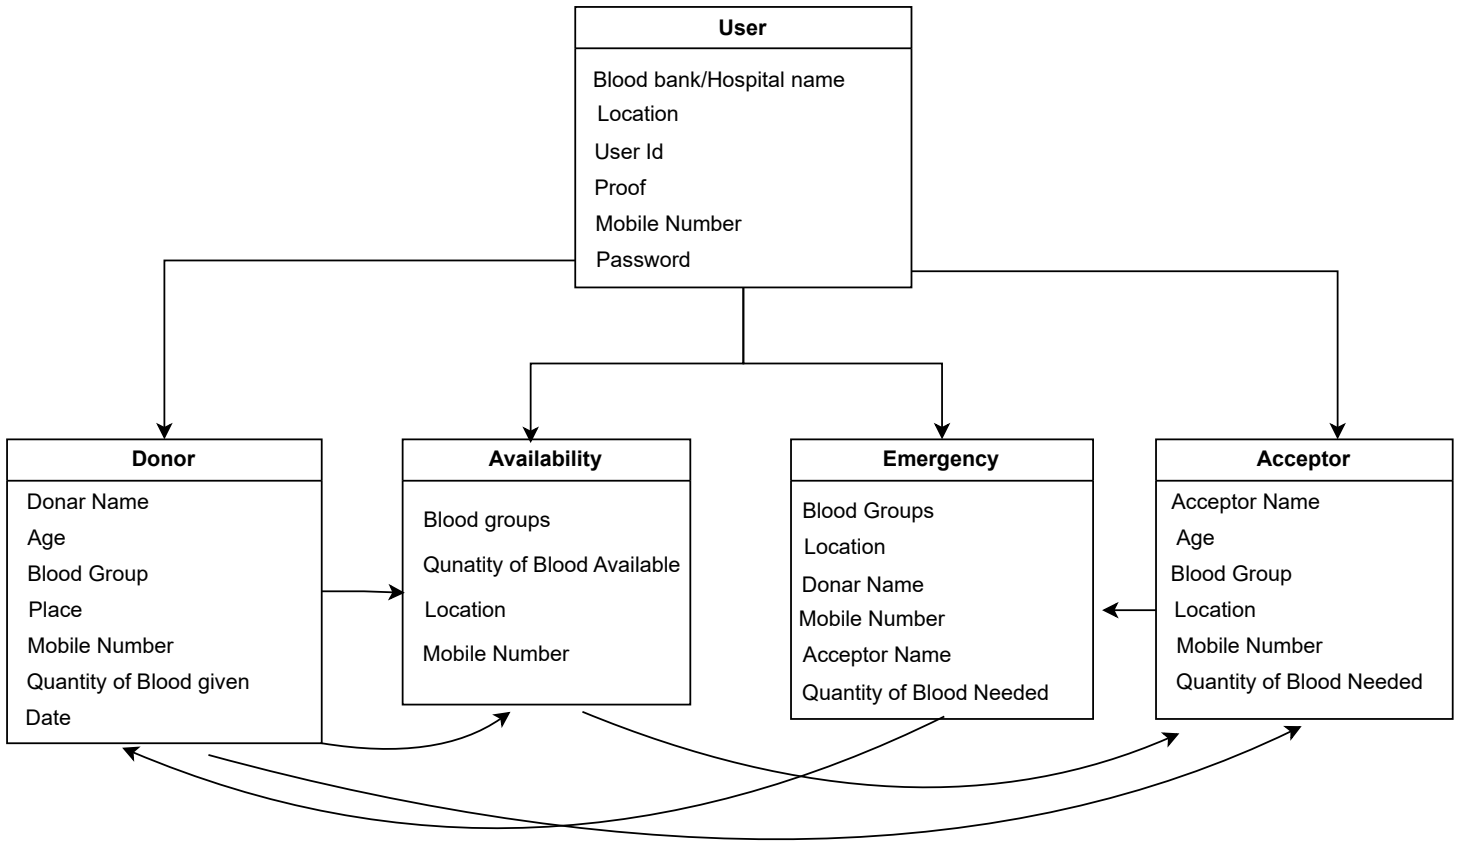 User
Blood bank/Hospital name
Location
User Id
Proof
Mobile Number
Password
Donor
Donar Name
Age
Blood Group
Place
Mobile Number
Quantity of Blood given
Date
Availability
Blood groups
Qunatity of Blood Available
Location
Mobile Number
Emergency
Blood Groups
Location
Donar Name
Mobile Number
Acceptor Name
Quantity of Blood Needed
Acceptor
Acceptor Name
Age
Blood Group
Location
Mobile Number
Quantity of Blood Needed